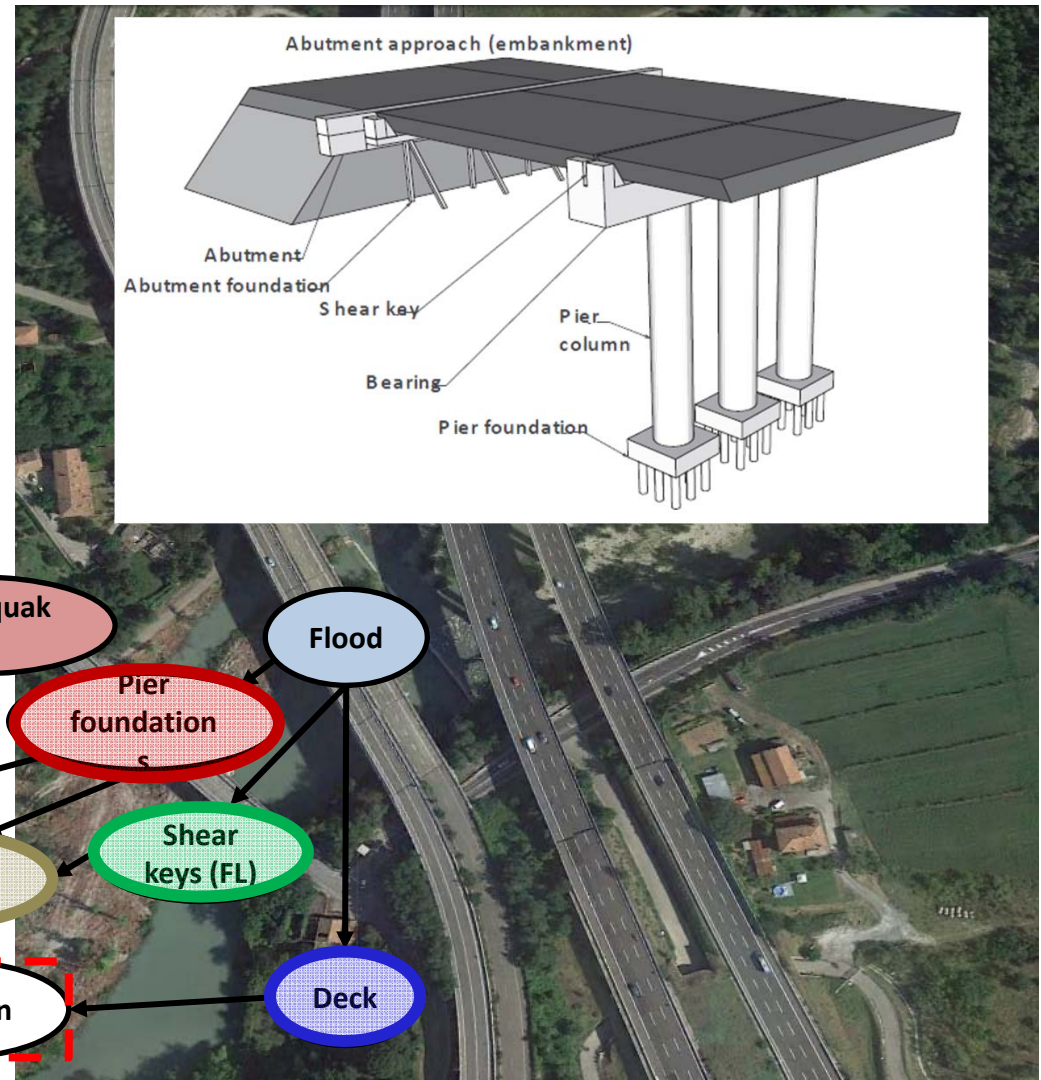 Abutment approach (embankment)
Abutment
Abutment foundation
Shear key
Pier
column
Bearing
Pier foundation
quak
Flood
Pier
foundation
s
Shear
keys (FL)
Deck
n